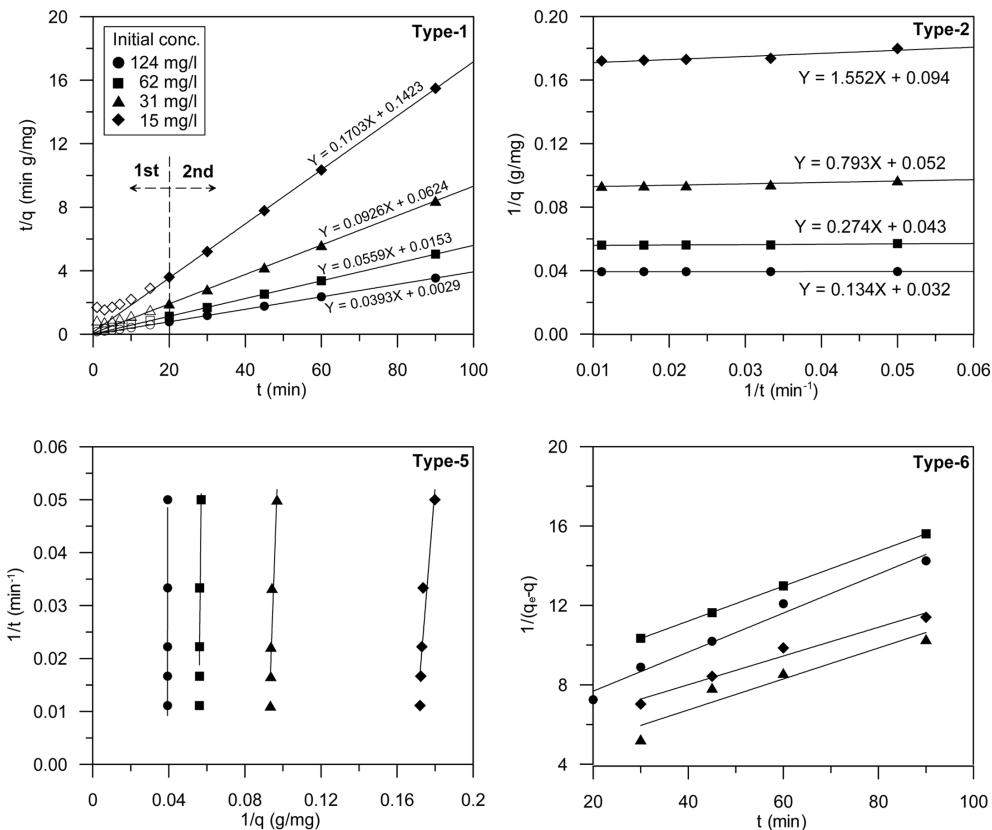 Type-1
Initial conc.
124 mg/l
62 mg/l
31 mg/l
15 mg/l
1st
2nd
Y = 0.1703X + 0.1423
Y = 0.0926X + 0.0624
Y = 0.0559X + 0.0153
Y = 0.0393X + 0.0029
20
16
12
8
4
0
t/q (min g/mg)
0 20 40 60 80 100
t (min)
Type-2
Y = 1.552X + 0.094
Y = 0.793X + 0.052
Y = 0.274X + 0.043
Y = 0.134X + 0.032
0.20
0.16
0.12
0.08
0.04
0.00
1/q (g/mg)
0.01 0.02 0.03 0.04 0.05 0.06
1/t (min-1)
Type-5
0.06
0.05
0.04
0.03
0.02
0.01
0.00
1/t (min-1)
0 0.04 0.08 0.12 0.16 0.2
1/q (g/mg)
Type-6
20
16
12
8
4
1/(qe-q)
20 40 60 80 100
t (min)